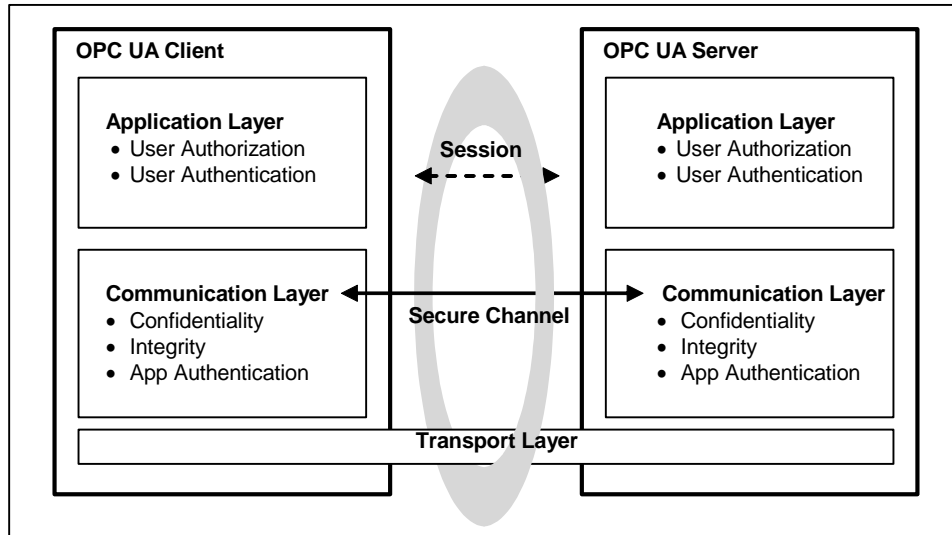 OPC UA Client
Application Layer
• User Authorization
• User Authentication
Communication Layer
• Confidentiality
• Integrity
• App Authentication
Session
Secure Channel
Transport Layer
OPC UA Server
Application Layer
• User Authorization
• User Authentication
Communication Layer
• Confidentiality
• Integrity
• App Authentication